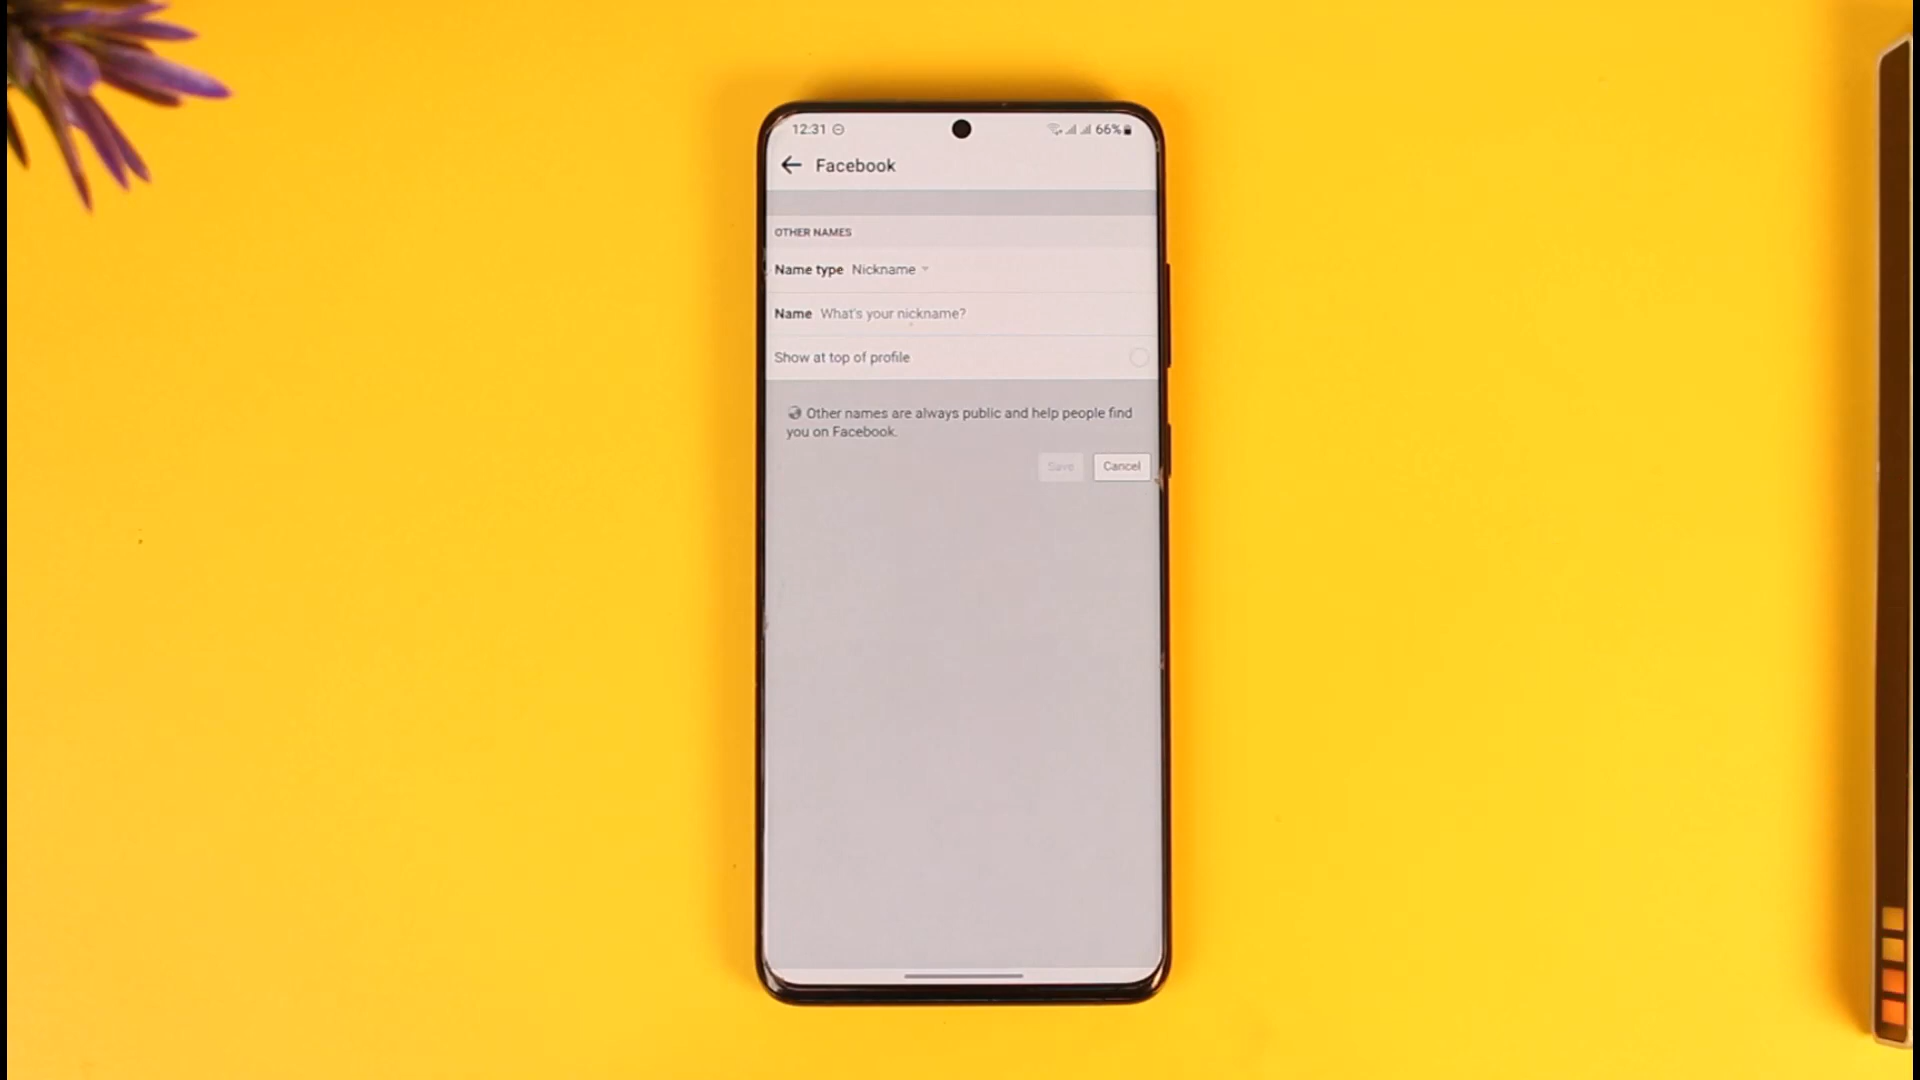 12:31 66%
Facebook
OTHER NAMES
Name type Nickname
Name What's your nickname?
Show at top of profile
Other names are always public and help people find
you on Facebook.
Save Cancel